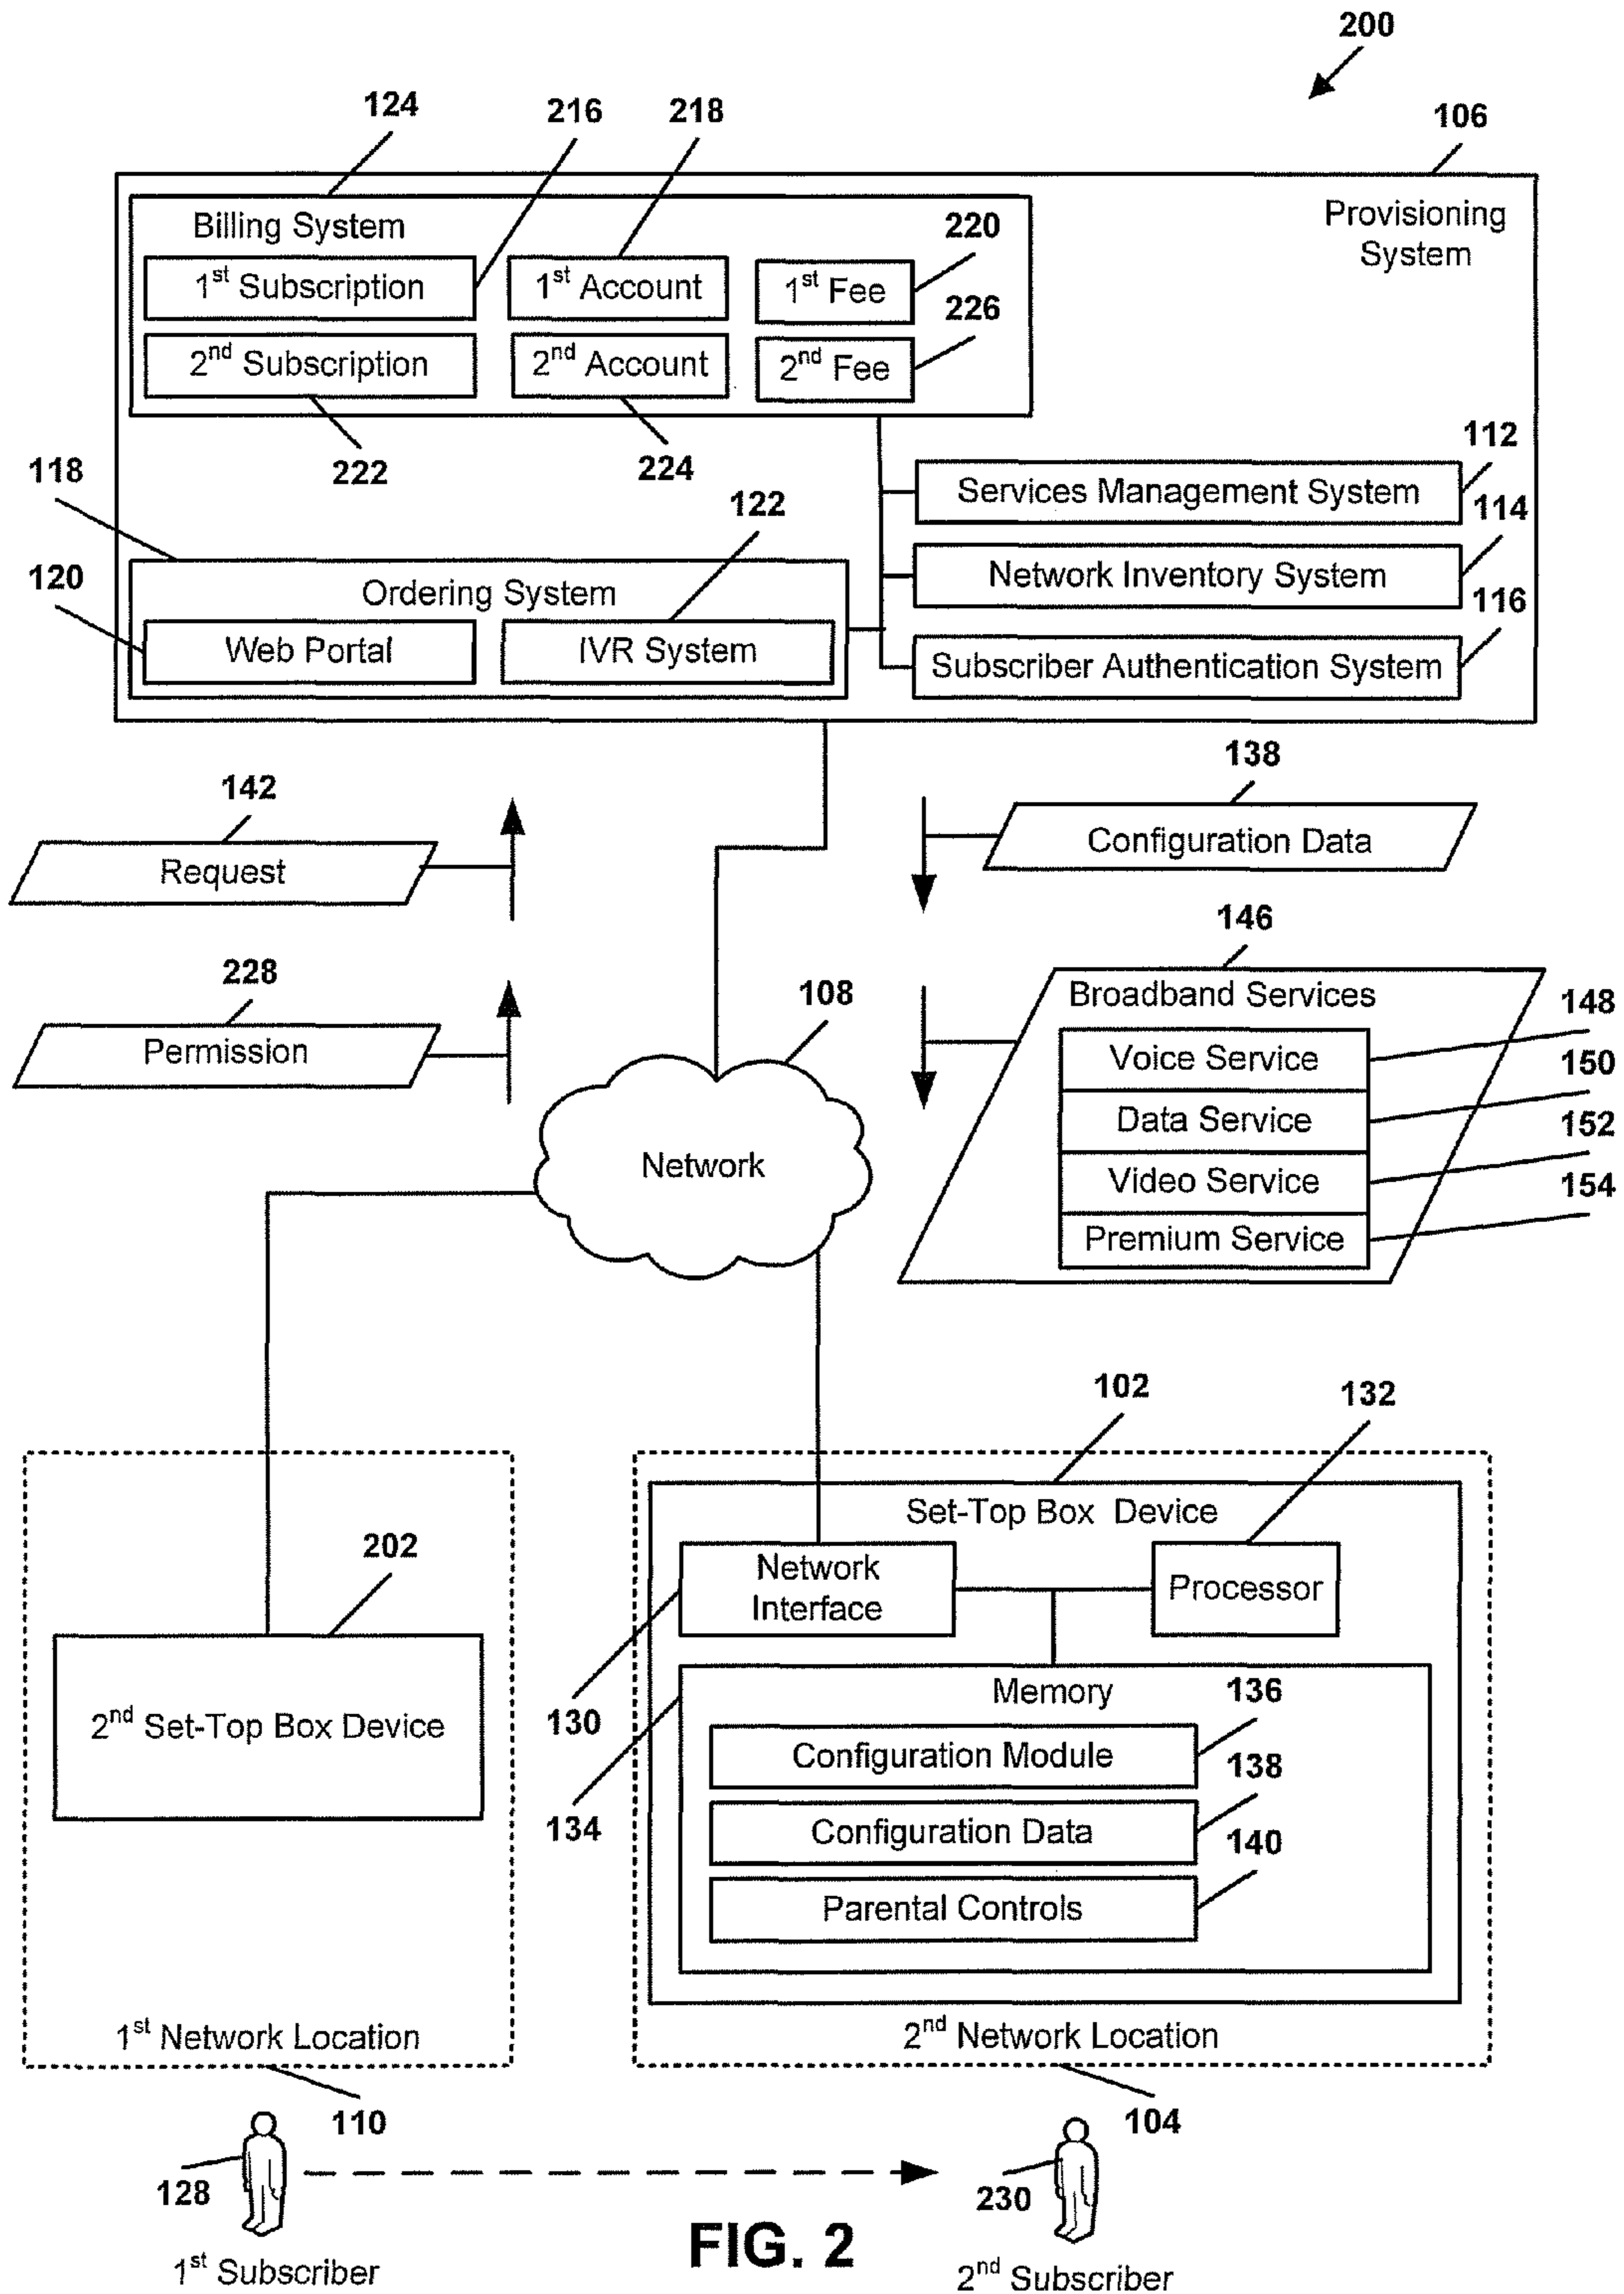 200
106
124
216
218
Provisioning
System
Billing System
220
1st Subscription
1st Account
1st Fee
226
2nd Subscription
2nd Account
2nd Fee
222
224
112
Services Management System
118
122
114
Network Inventory System
120
Ordering System
116
Web Portal
IVR System
Subscriber Authentication System
138
142
Configuration Data
Request
146
228
Broadband Services
108
148
Permission
Voice Service
150
Data Service
152
Network
Video Service
154
Premium Service
102
132
Set-Top Box Device
202
Network
Interface
Processor
2nd Set-Top Box Device
130
Memory
136
Configuration Module
138
134
Configuration Data
140
Parental Controls
1st Network Location
2nd Network Location
110
104
128
230
FIG. 2
1st Subscriber
2nd Subscriber